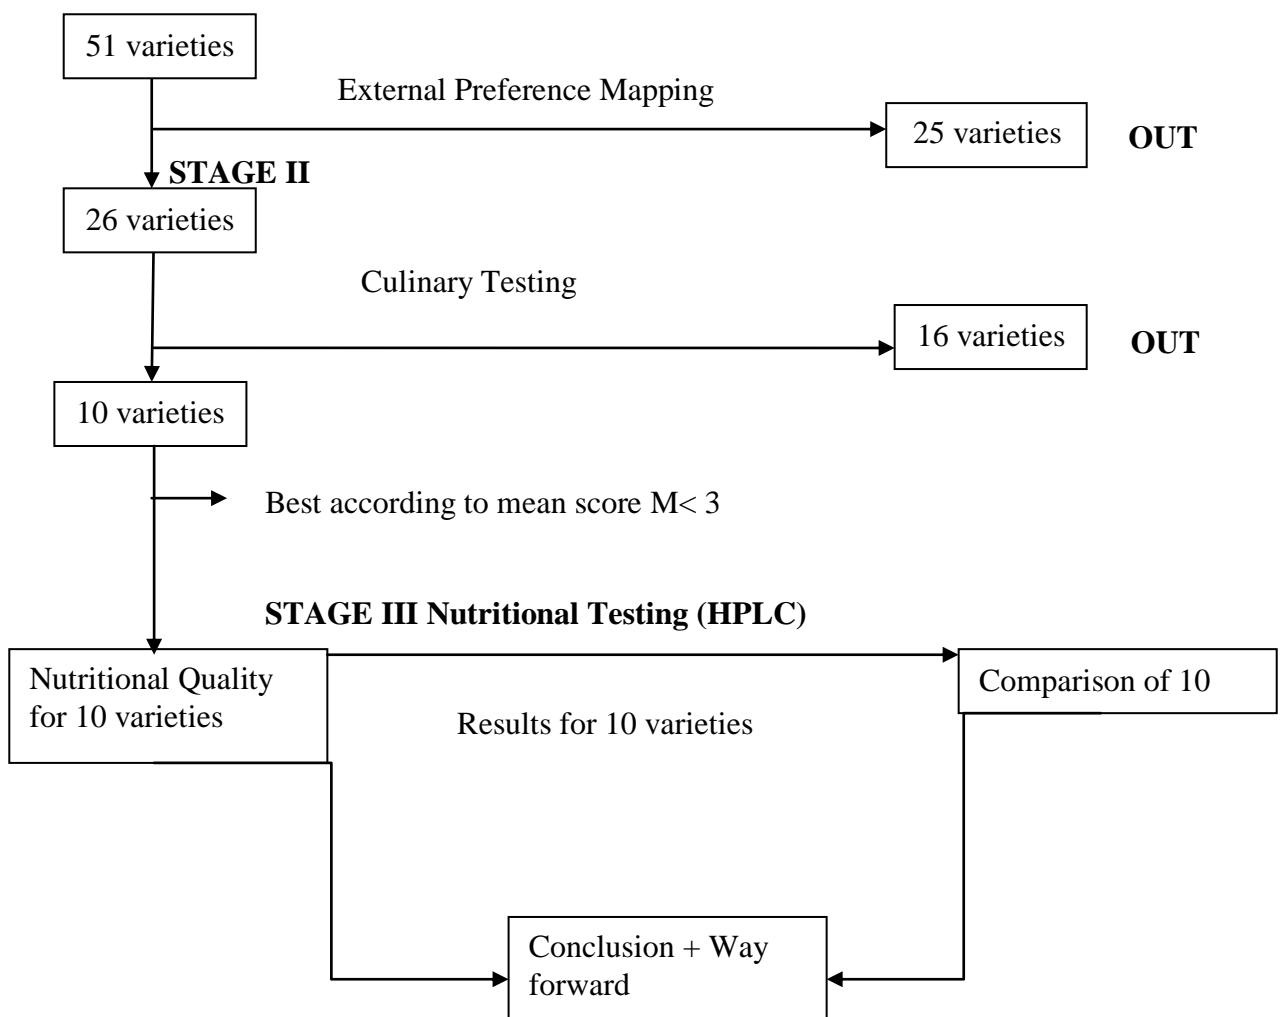 51 varieties
External Preference Mapping
25 varieties
OUT
STAGE II
26 varieties
Culinary Testing
16 varieties
OUT
10 varieties
Best according to mean score M< 3
STAGE III Nutritional Testing (HPLC)
Nutritional Quality
for 10 varieties
Comparison of 10
Results for 10 varieties
Conclusion + Way
forward